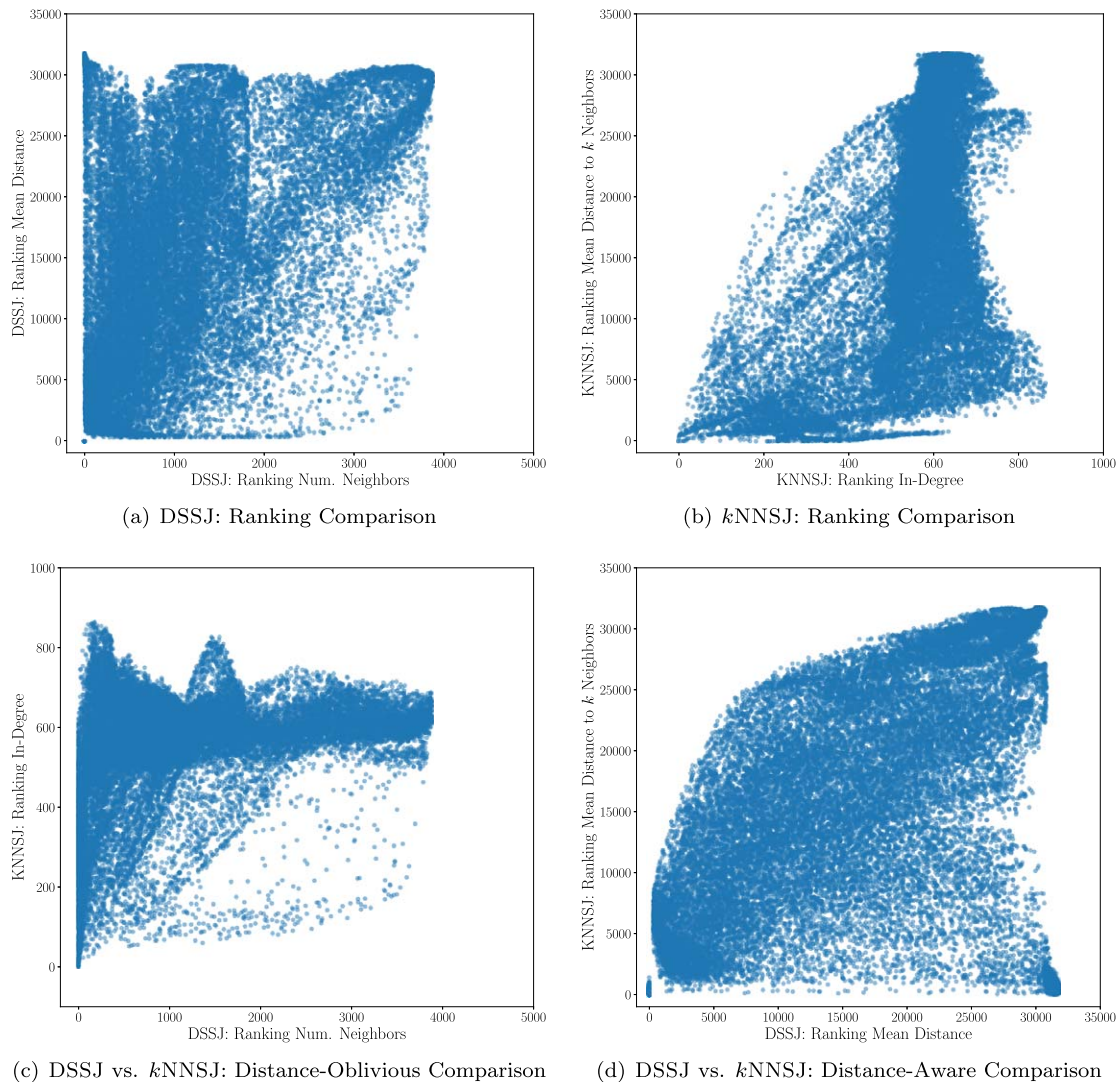 35000
30000
25000
20000
15000
10000
5000
0
DSSJ: Ranking Mean Distance
0 1000 2000 3000 4000 5000
DSSJ: Ranking Num. Neighbors
(a) DSSJ: Ranking Comparison
35000
30000
25000
20000
15000
10000
5000
0
KNNSJ: Ranking Mean Distance to k Neighbors
0 200 400 600 800 1000
KNNSJ: Ranking In-Degree
(b) kNNSJ: Ranking Comparison
1000
800
600
400
200
0
KNNSJ: Ranking In-Degree
0 1000 2000 3000 4000 5000
DSSJ: Ranking Num. Neighbors
(c) DSSJ vs. kNNSJ: Distance-Oblivious Comparison
35000
30000
25000
20000
15000
10000
5000
0
KNNSJ: Ranking Mean Distance to k Neighbors
0 5000 10000 15000 20000 25000 30000 35000
DSSJ: Ranking Mean Distance
(d) DSSJ vs. kNNSJ: Distance-Aware Comparison